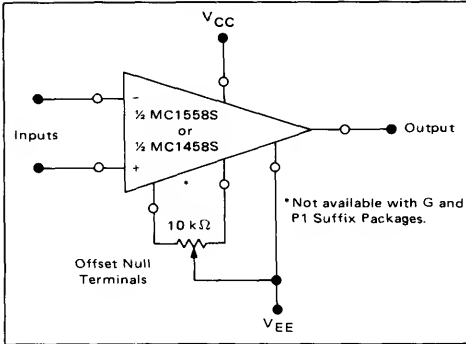 VCC
−
½ MC1558S
or
½ MC1458S
Inputs
Output
+
*
*Not available with G and
P1 Suffix Packages.
10 kΩ
Offset Null
Terminals
VEE